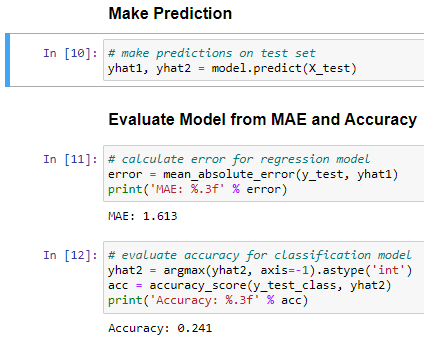 Make Prediction
In [10]: # make predictions on test set
yhat1, yhat2 = model.predict(X_test)
Evaluate Model from MAE and Accuracy
In [11]: # calculate error for regression model
error = mean_absolute_error(y_test, yhat1)
print('MAE: %.3f' % error)
MAE: 1.613
In [12]: # evaluate accuracy for classification model
yhat2 = argmax(yhat2, axis=-1).astype('int')
acc = accuracy_score(y_test_class, yhat2)
print('Accuracy: %.3f' % acc)
Accuracy: 0.241